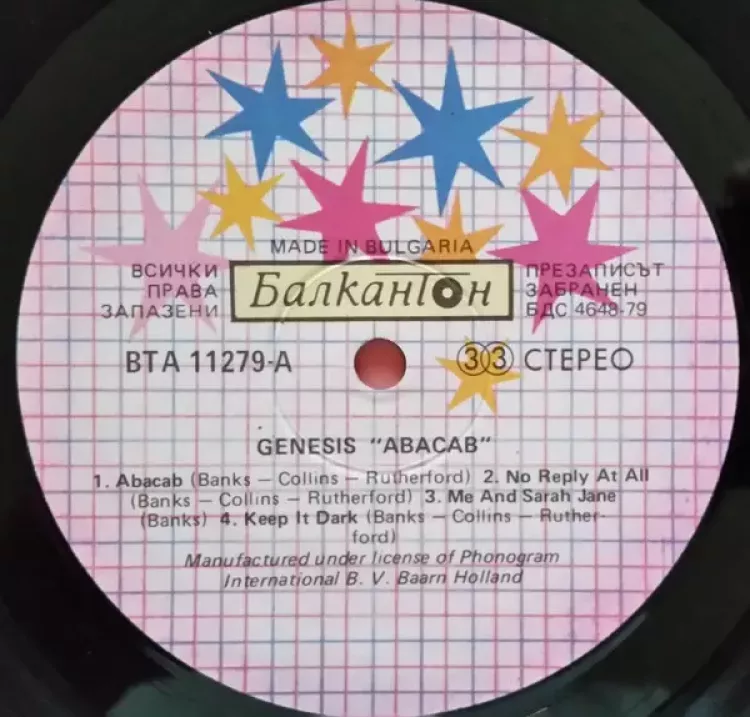 MADE IN BULGARIA
ВСИЧКИ
ПРАВА
ЗАПАЗЕНИ
Балкантон
ПРЕЗАПИСЪТ
ЗАБРАНЕН
БДС 4648-79
ВТА 11279-А
33 СТЕРЕО
GENESIS "ABACAB"
1. Abacab (Banks – Collins – Rutherford) 2. No Reply At All
(Banks – Collins – Rutherford) 3. Me And Sarah Jane
(Banks) 4. Keep It Dark (Banks – Collins – Ruther-
ford)
Manufactured under license of Phonogram
International B. V. Baarn Holland